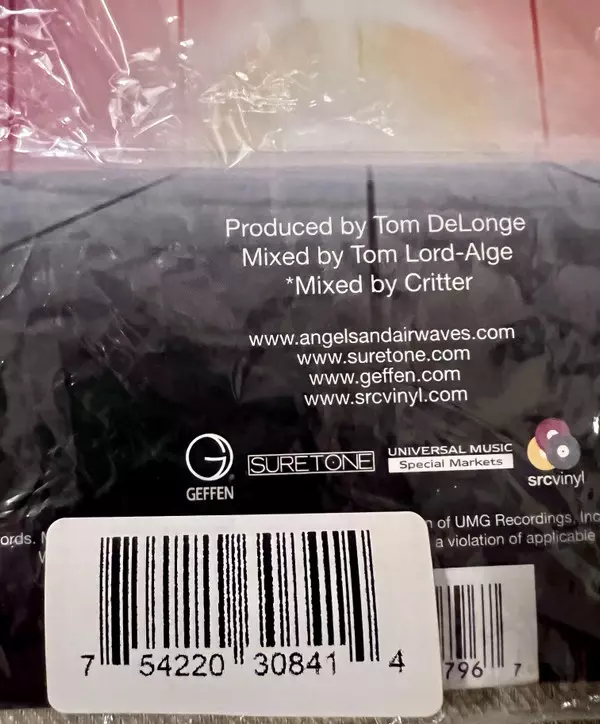 Produced by Tom DeLonge
Mixed by Tom Lord-Alge
*Mixed by Critter
www.angelsandairwaves.com
www.suretone.com
www.geffen.com
www.srcvinyl.com
GEFFEN
SURETONE
UNIVERSAL MUSIC
Special Markets
srcvinyl
ords.
of UMG Recordings, Inc
a violation of applicable
7 54220 30841 4
796 7